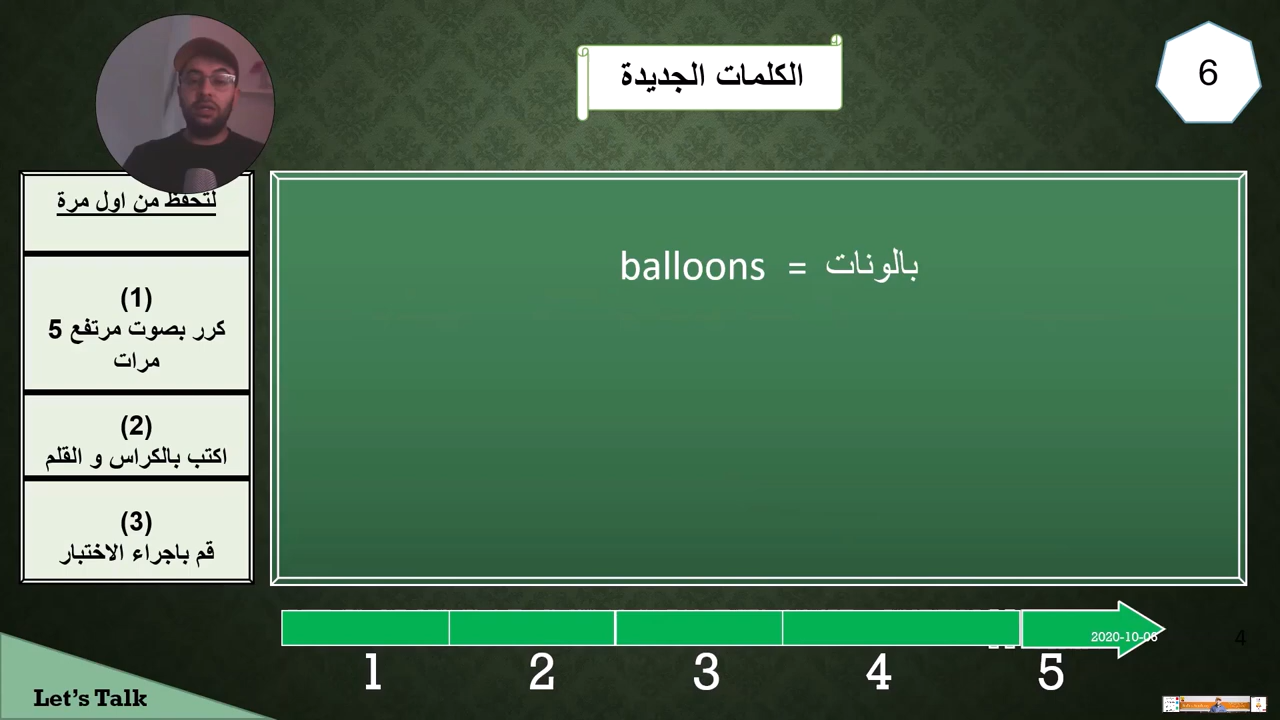 الكلمات الجديدة
6
لتحفظ من اول مرة
(1)
كرر بصوت مرتفع 5
مرات
(2)
اكتب بالكراس و القلم
(3)
قم باجراء الاختبار
balloons = بالونات
2020-10-06
4
1 2 3 4 5
Let's Talk